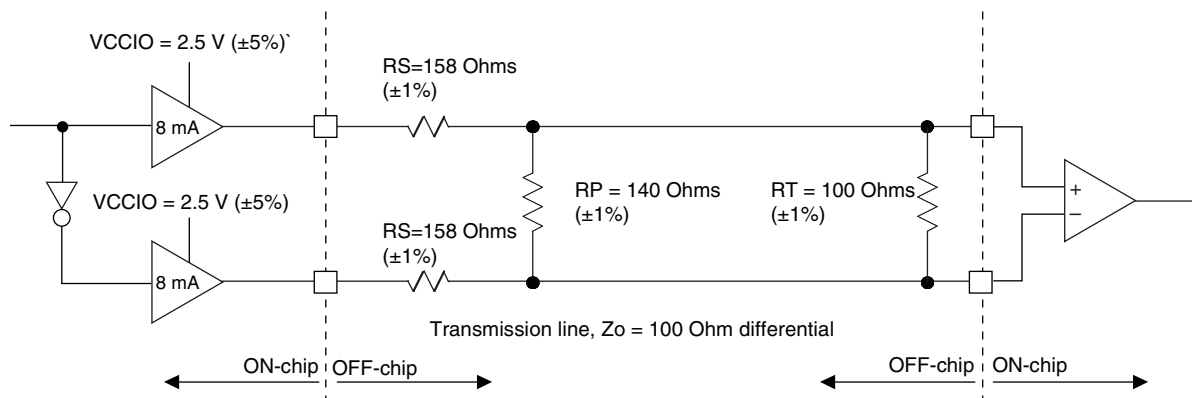 VCCIO = 2.5 V (±5%)`
8 mA
VCCIO = 2.5 V (±5%)
8 mA
RS=158 Ohms
(±1%)
RS=158 Ohms
(±1%)
RP = 140 Ohms
(±1%)
RT = 100 Ohms
(±1%)
+
−
Transmission line, Zo = 100 Ohm differential
ON-chip
OFF-chip
OFF-chip
ON-chip